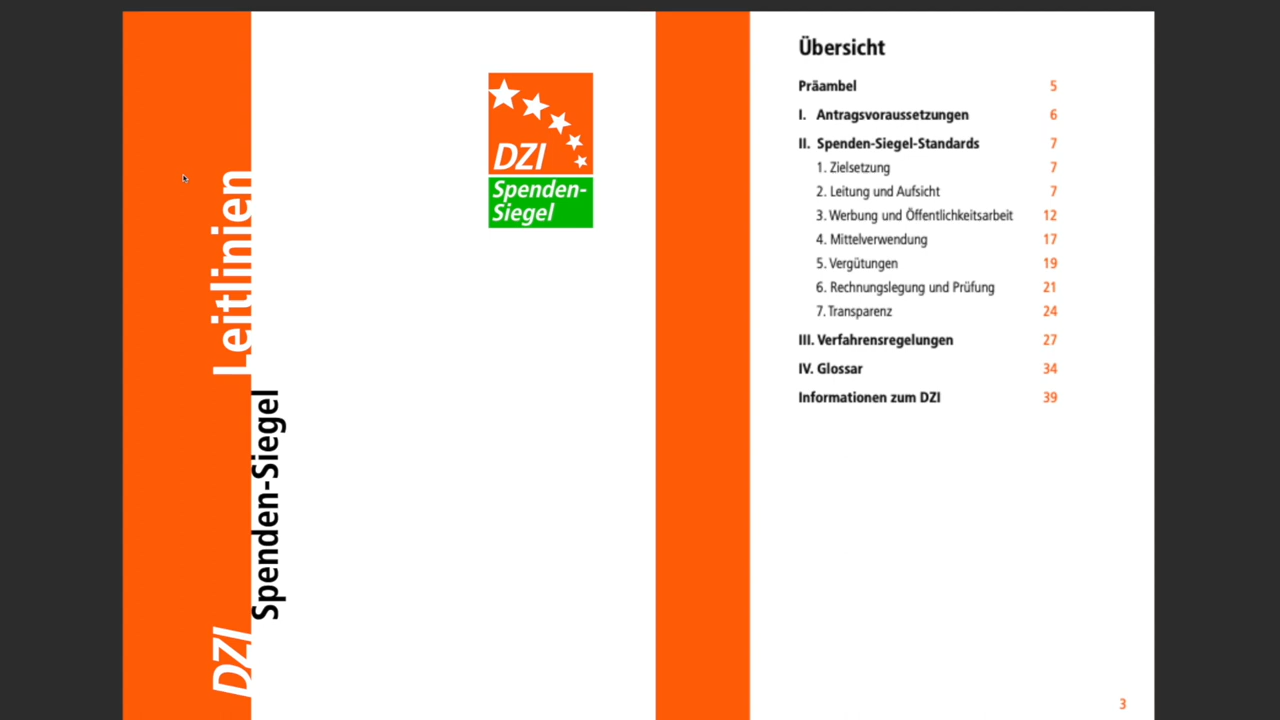 DZI
Spenden-Siegel
Leitlinien
DZI
Spenden-
Siegel
Übersicht
Präambel 5
I. Antragsvoraussetzungen 6
II. Spenden-Siegel-Standards 7
1. Zielsetzung 7
2. Leitung und Aufsicht 7
3. Werbung und Öffentlichkeitsarbeit 12
4. Mittelverwendung 17
5. Vergütungen 19
6. Rechnungslegung und Prüfung 21
7. Transparenz 24
III. Verfahrensregelungen 27
IV. Glossar 34
Informationen zum DZI 39
3